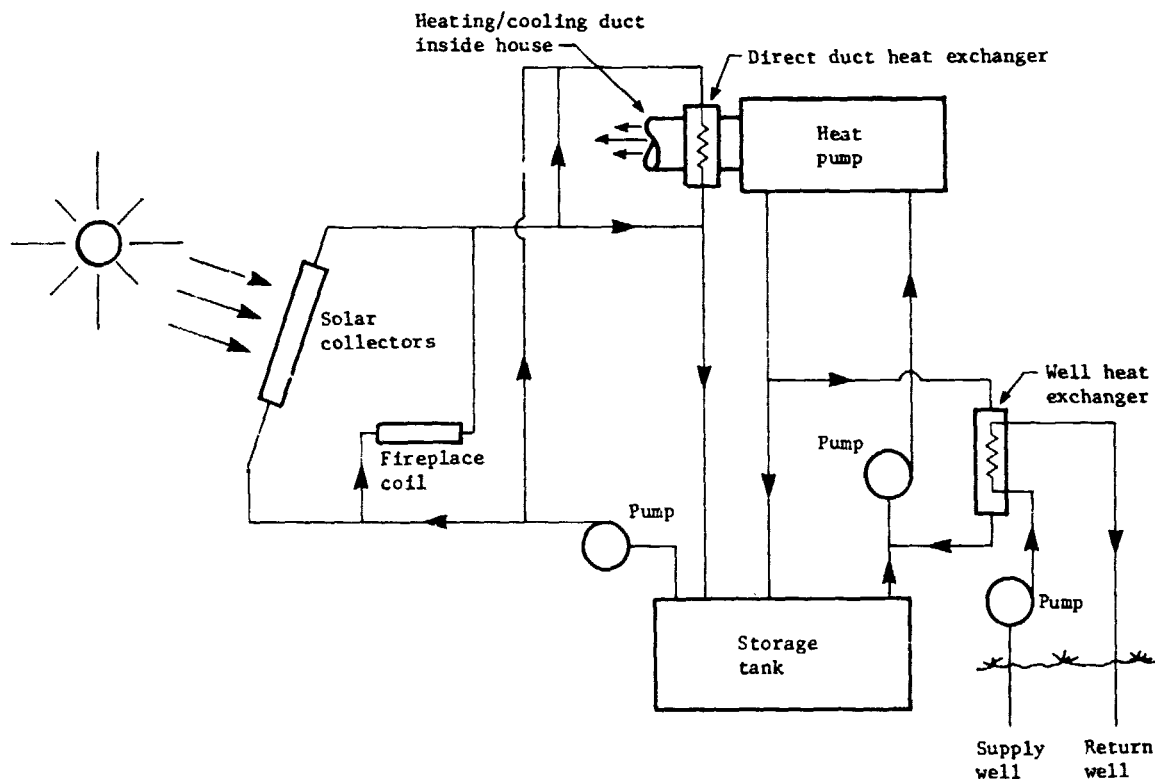 Heating/cooling duct
inside house
Direct duct heat exchanger
Heat
pump
Solar
collectors
Well heat
exchanger
Fireplace
coil
Pump
Pump
Pump
Storage
tank
Supply
well
Return
well